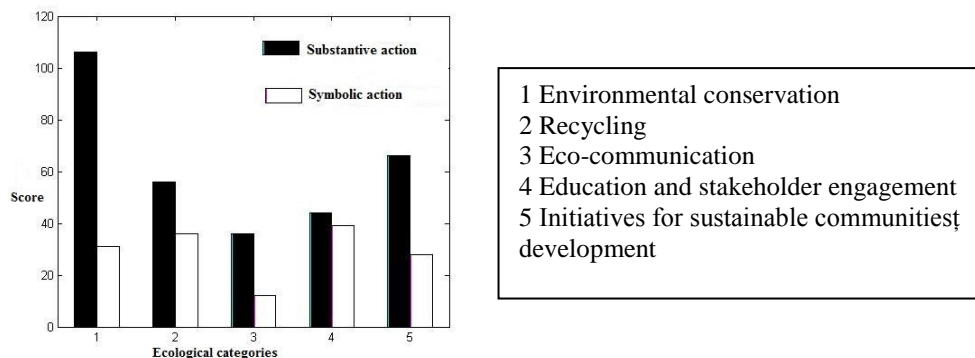 120
100
80
60
40
20
0
Score
Substantive action
Symbolic action
1 2 3 4 5
Ecological categories
1 Environmental conservation
2 Recycling
3 Eco-communication
4 Education and stakeholder engagement
5 Initiatives for sustainable communitiesţ
development